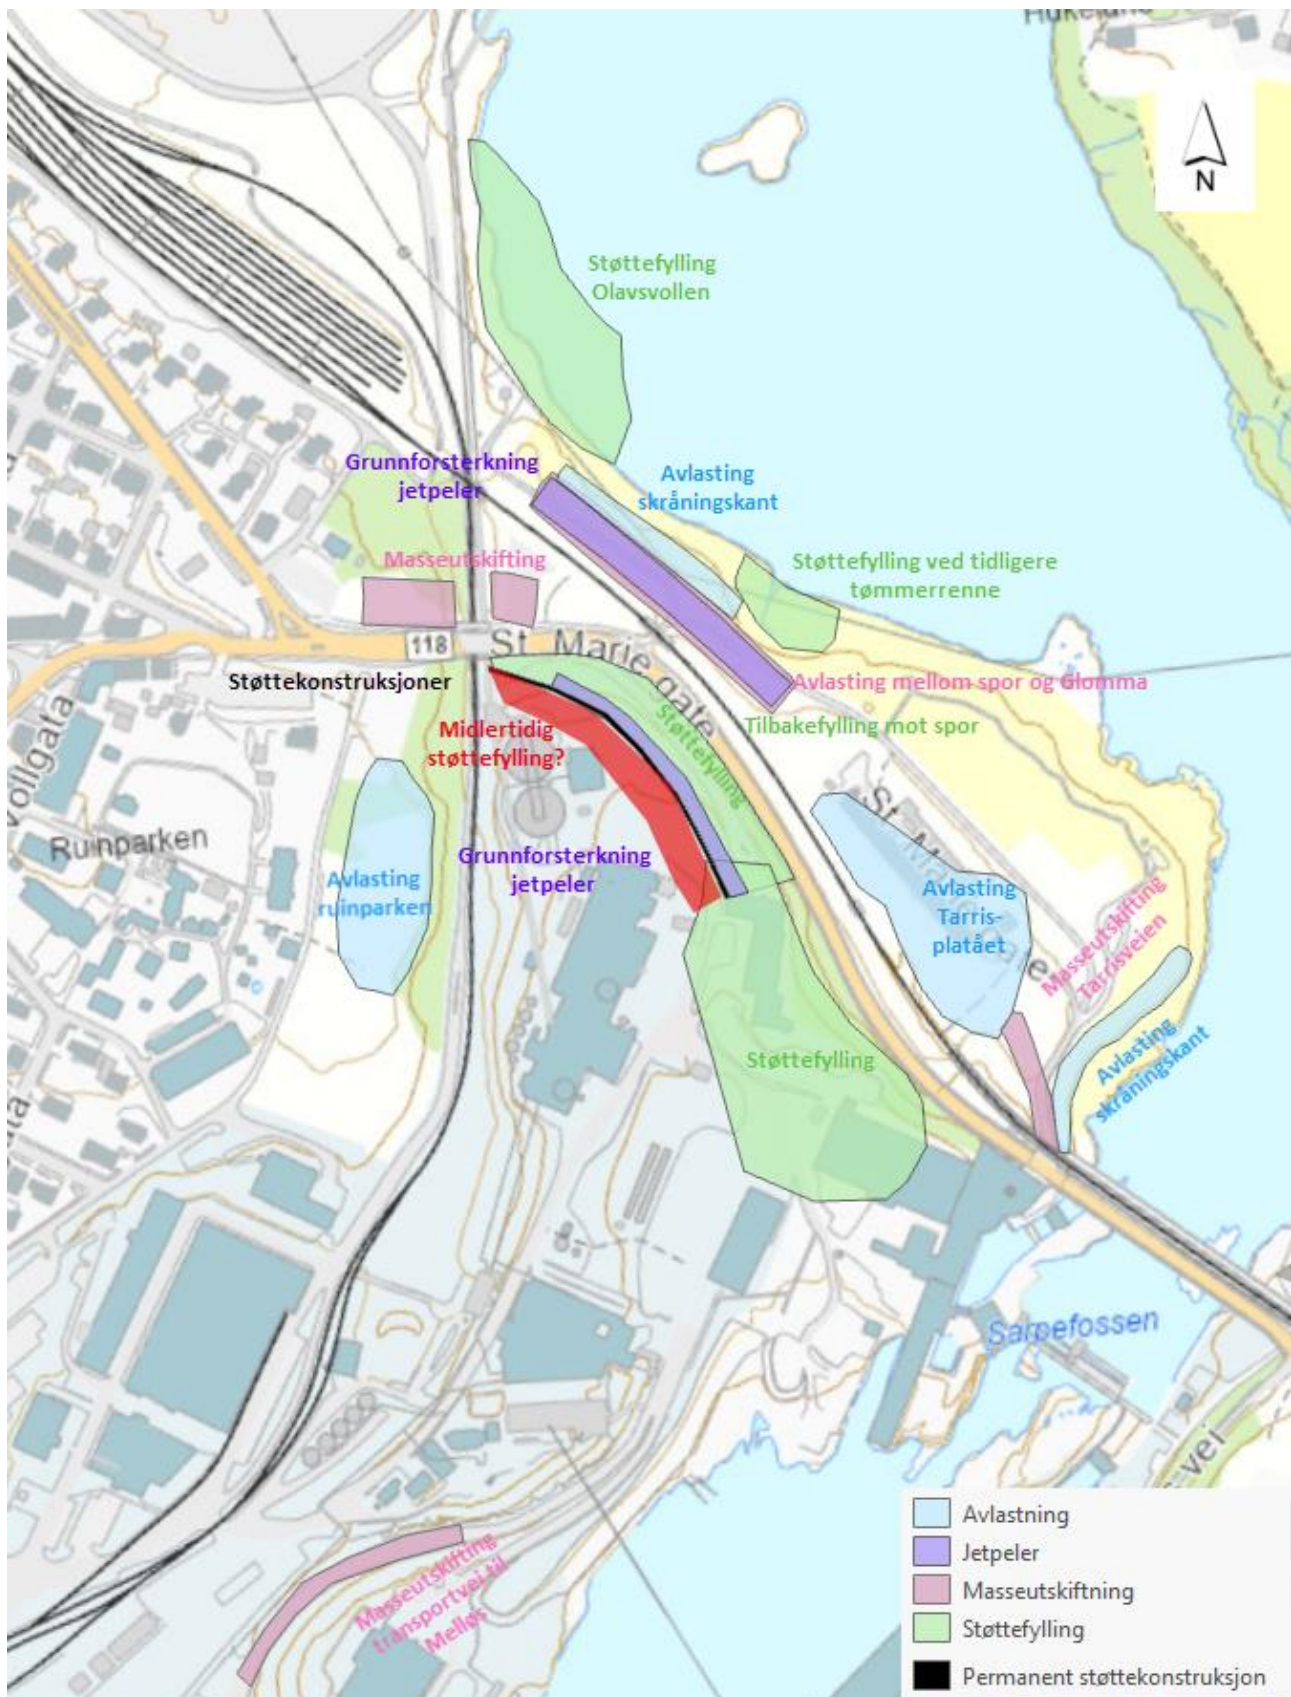 N
Støttefylling
Olavsvollen
Grunnforsterkning
jetpeler
Avlasting
skråningskant
Masseutskifting
Støttefylling ved tidligere
tømmerrenne
118
St Marie gate
Støttekonstruksjoner
Avlasting mellom spor og Glomma
Midlertidig
støttefylling?
Støttefylling
Tilbakefylling mot spor
Vollgata
Ruinparken
Grunnforsterkning
jetpeler
Avlasting
ruinparken
Avlasting
Tarris-
platået
Masseutskifting
Tarrisveien
Støttefylling
Avlasting
skråningskant
Sarpefossen
Masseutskifting
transportvei til
Melløs
Avlastning
Jetpeler
Masseutskiftning
Støttefylling
Permanent støttekonstruksjon